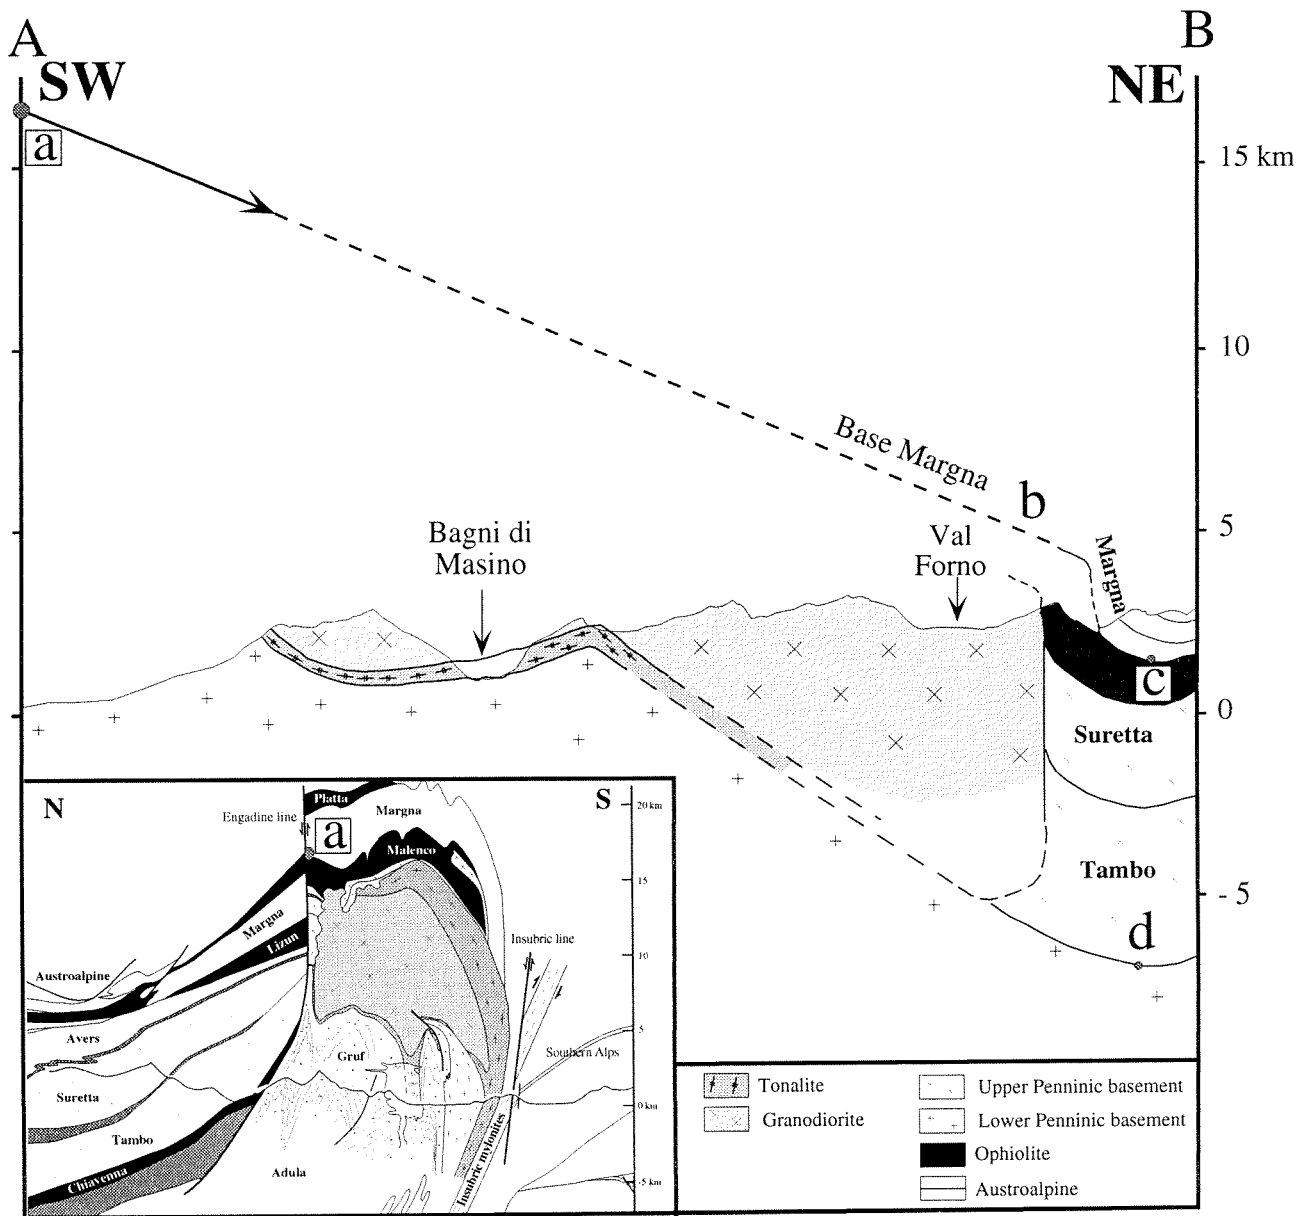 A
SW
a
B
NE
15 km
10
5
0
- 5
Base Margna
b
Margna
Bagni di
Masino
Val
Forno
c
Suretta
Tambo
d
N
S
Engadine line
a
Platta
Margna
Malenco
Margna
Lizun
Austroalpine
Avers
Suretta
Tambo
Chiavenna
Gruf
Adula
Insubric line
Southern Alps
Insubric mylonites
20 km
15
10
5
0 km
-5 km
Tonalite
Granodiorite
Upper Penninic basement
Lower Penninic basement
Ophiolite
Austroalpine